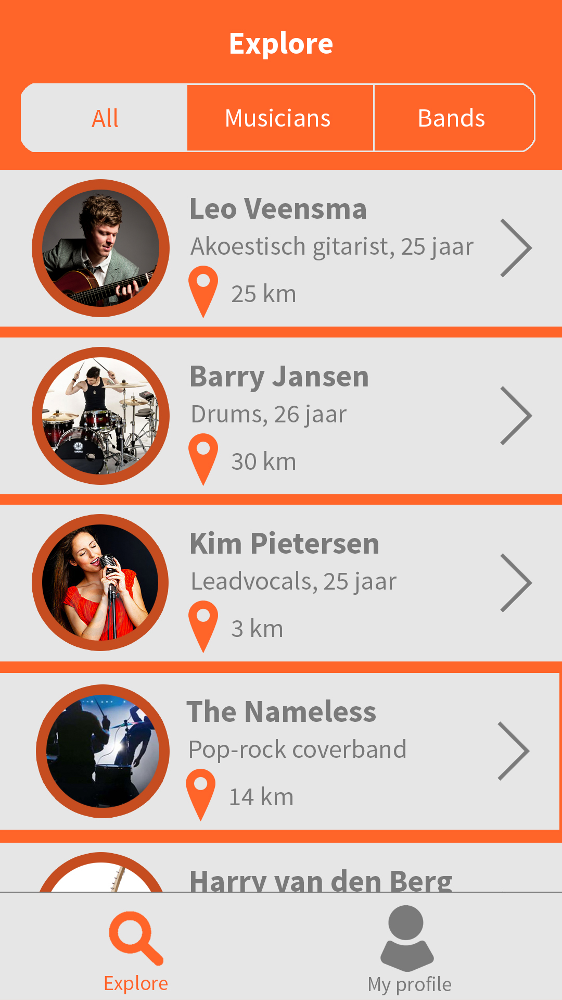 Explore
All
Musicians
Bands
Leo Veensma
Akoestisch gitarist, 25 jaar
25 km
Barry Jansen
Drums, 26 jaar
30 km
YAMAHA
Kim Pietersen
Leadvocals, 25 jaar
3 km
The Nameless
Pop-rock coverband
14 km
Harry van den Berg
Explore
My profile